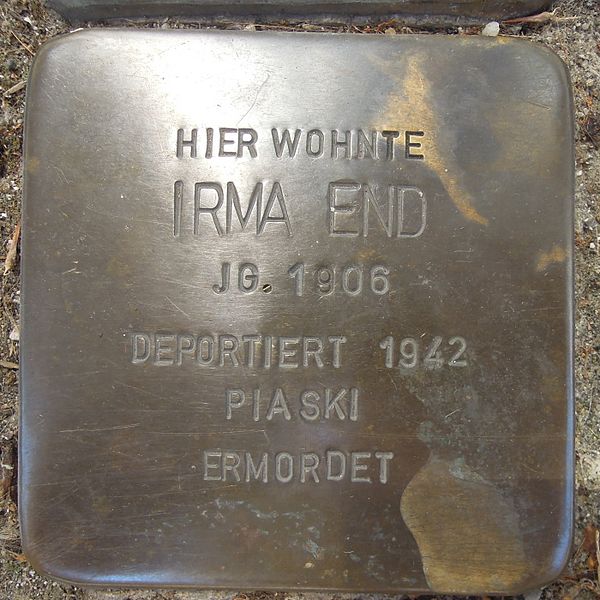 HIER WOHNTE
IRMA END
JG. 1906
DEPORTIERT 1942
PIASKI
ERMORDET